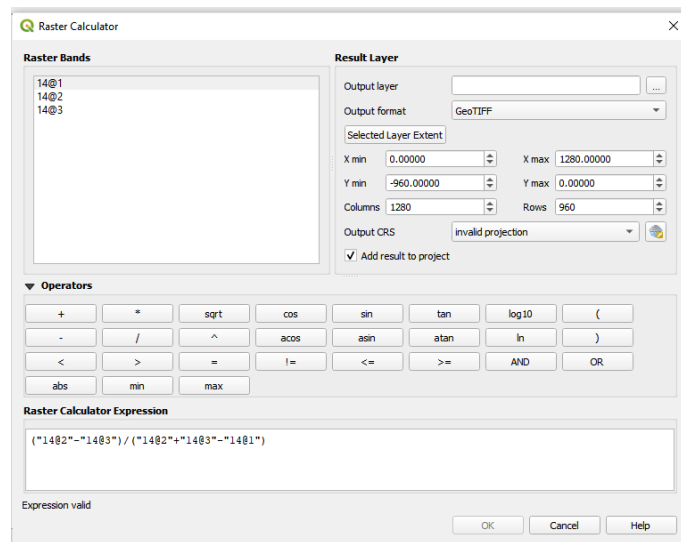 Raster Calculator
Raster Bands
14@1
14@2
14@3
Result Layer
Output layer
...
Output format GeoTIFF
Selected Layer Extent
X min 0.00000 X max 1280.00000
Y min -960.00000 Y max 0.00000
Columns 1280 Rows 960
Output CRS invalid projection
Add result to project
Operators
+ * sqrt cos sin tan log10 (
- / ^ acos asin atan ln )
< > = != <= >= AND OR
abs min max
Raster Calculator Expression
("14@2"-"14@3")/("14@2"+"14@3"-"14@1")
Expression valid
OK Cancel Help